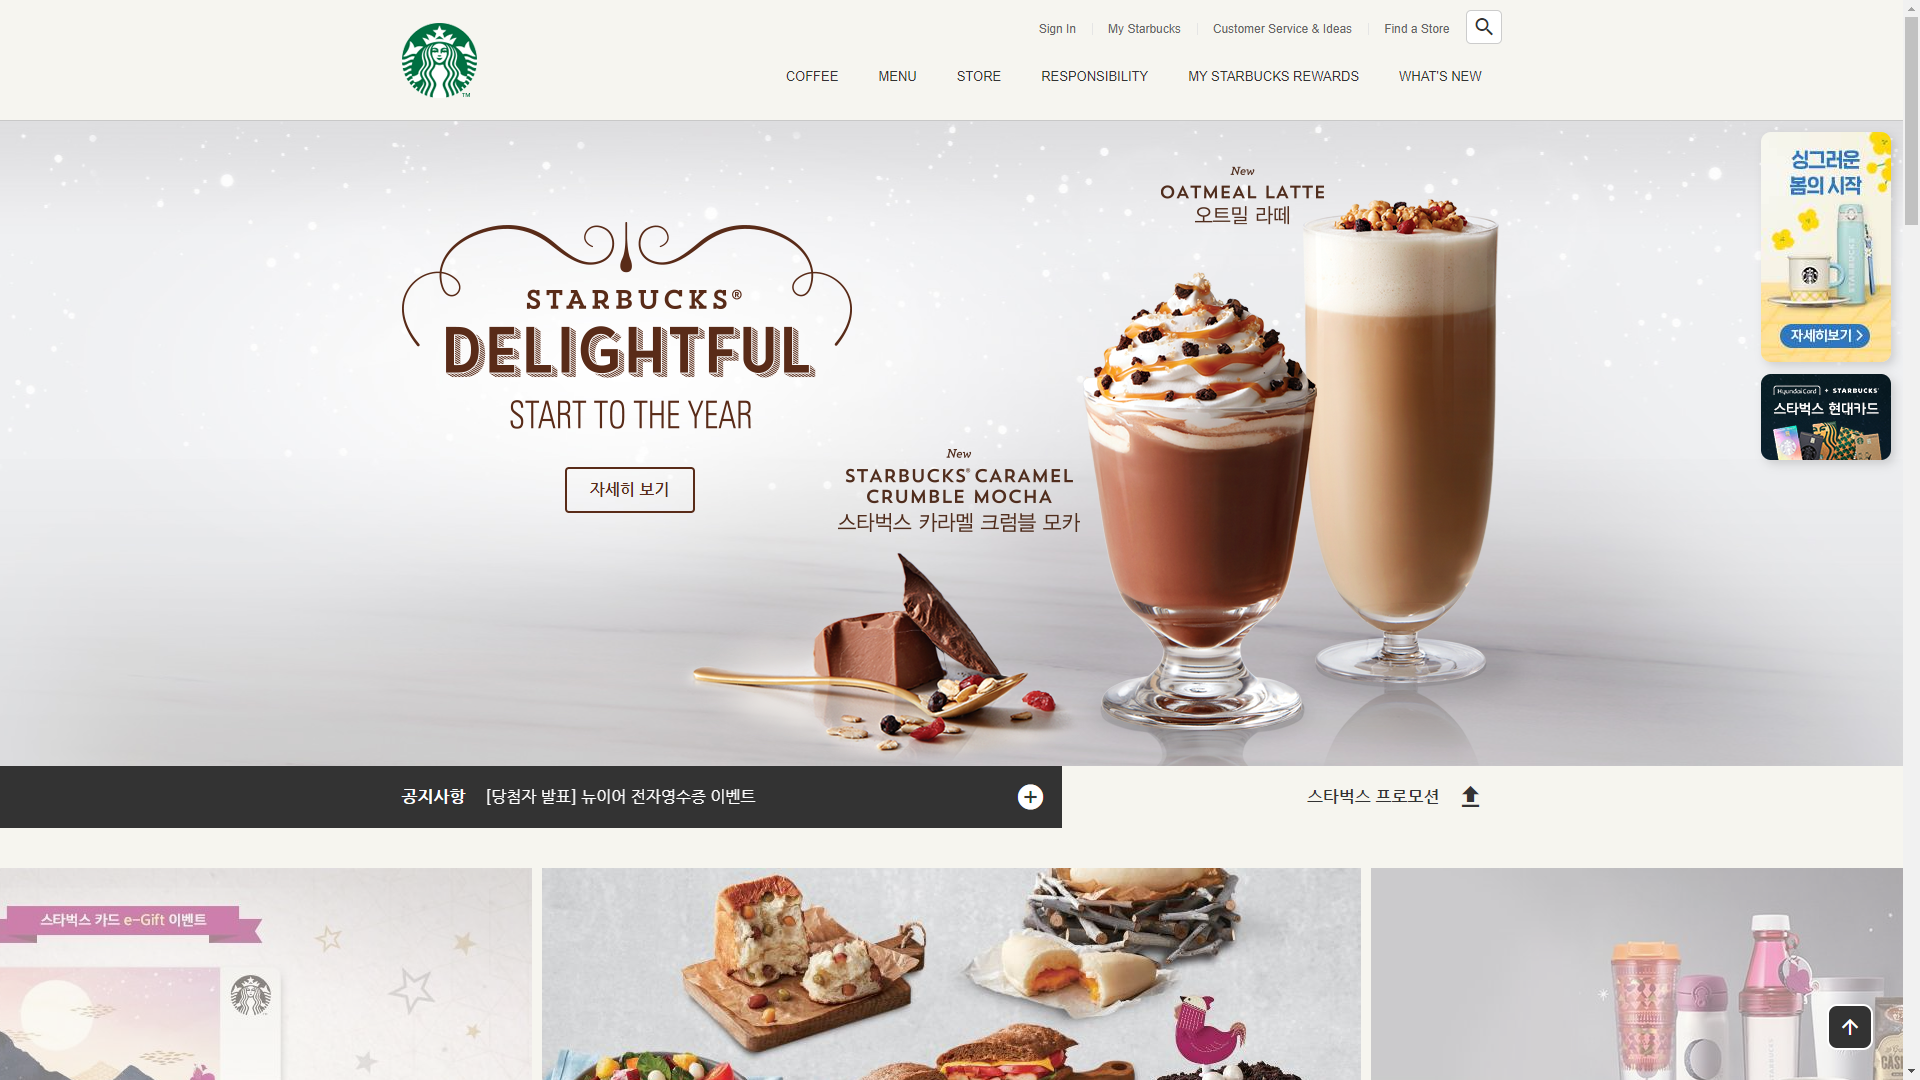 Sign In
My Starbucks
Customer Service & Ideas
Find a Store
COFFEE
MENU
STORE
RESPONSIBILITY
MY STARBUCKS REWARDS
WHAT'S NEW
STARBUCKS®
DELIGHTFUL
START TO THE YEAR
자세히 보기
New
OATMEAL LATTE
오트밀 라떼
New
STARBUCKS® CARAMEL
CRUMBLE MOCHA
스타벅스 카라멜 크럼블 모카
싱그러운
봄의 시작
STARBUCKS
자세히보기
HyundaiCard + STARBUCKS
스타벅스 현대카드
공지사항
[당첨자 발표] 뉴이어 전자영수증 이벤트
스타벅스 프로모션
스타벅스 카드 e-Gift 이벤트
STARBUCKS